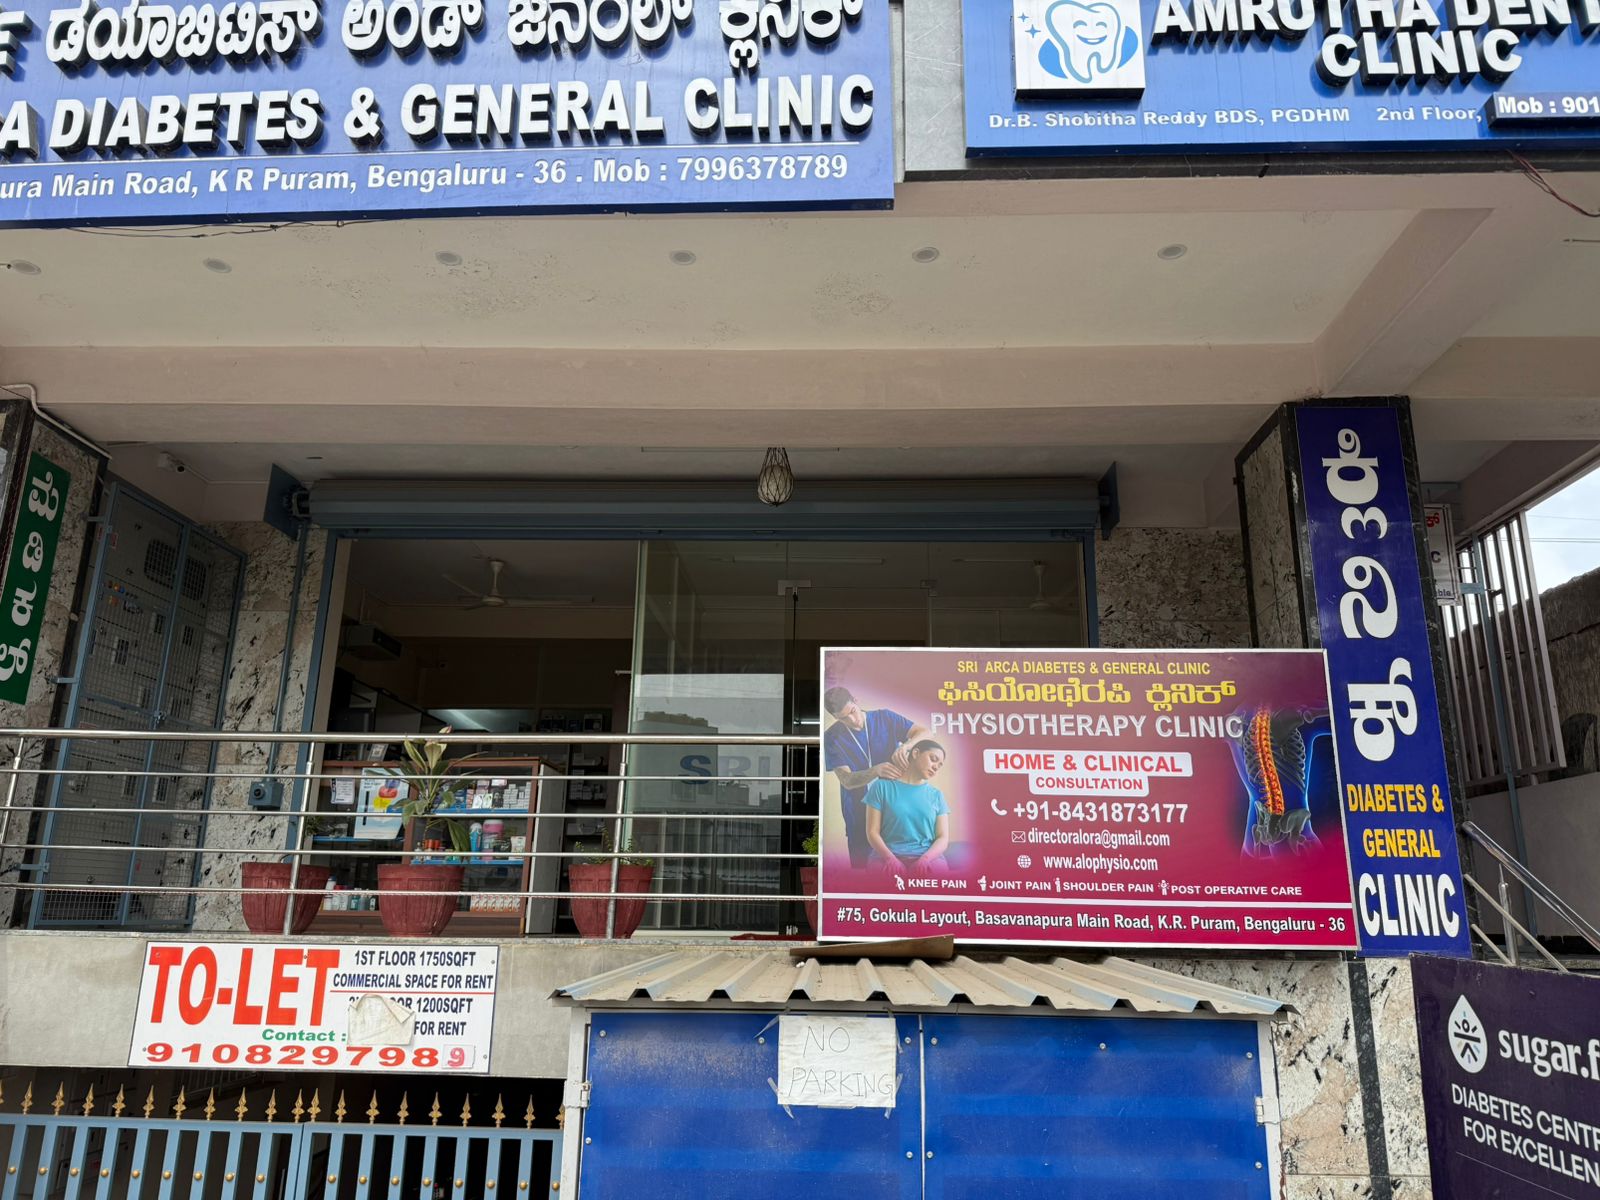 ಡಯಾಬಿಟಿಸ್ ಅಂಡ್ ಜನರಲ್ ಕ್ಲಿನಿಕ್
DIABETES & GENERAL CLINIC
Main Road, K R Puram, Bengaluru - 36 . Mob : 7996378789
AMRUTHA
CLINIC
Dr.B. Shobitha Reddy BDS, PGDHM 2nd Floor, Mob : 901
SRI
SRI ARCA DIABETES & GENERAL CLINIC
ಫಿಸಿಯೋಥೆರಪಿ ಕ್ಲಿನಿಕ್
PHYSIOTHERAPY CLINIC
HOME & CLINICAL
CONSULTATION
+91-8431873177
directoralora@gmail.com
www.alophysio.com
KNEE PAIN JOINT PAIN SHOULDER PAIN POST OPERATIVE CARE
#75, Gokula Layout, Basavanapura Main Road, K.R. Puram, Bengaluru - 36
DIABETES &
GENERAL
CLINIC
TO-LET
1ST FLOOR 1750SQFT
COMMERCIAL SPACE FOR RENT
1200SQFT
FOR RENT
Contact :
9108297989
NO
PARKING
sugar.f
DIABETES
FOR